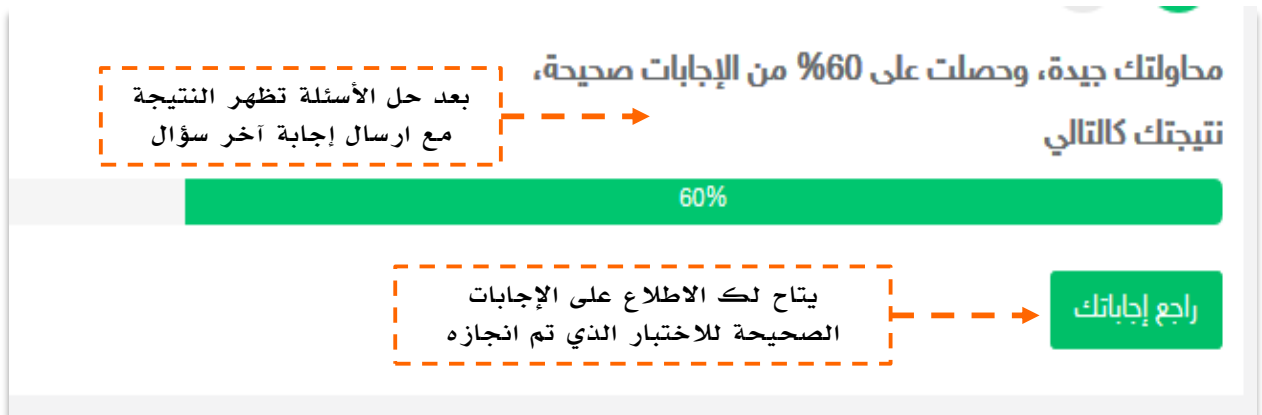 محاولتك جيدة، وحصلت على 60% من الإجابات صحيحة،
نتيجتك كالتالي
بعد حل الأسئلة تظهر النتيجة
مع ارسال إجابة آخر سؤال
60%
راجع إجاباتك
يتاح لك الاطلاع على الإجابات
الصحيحة للاختبار الذي تم انجازه